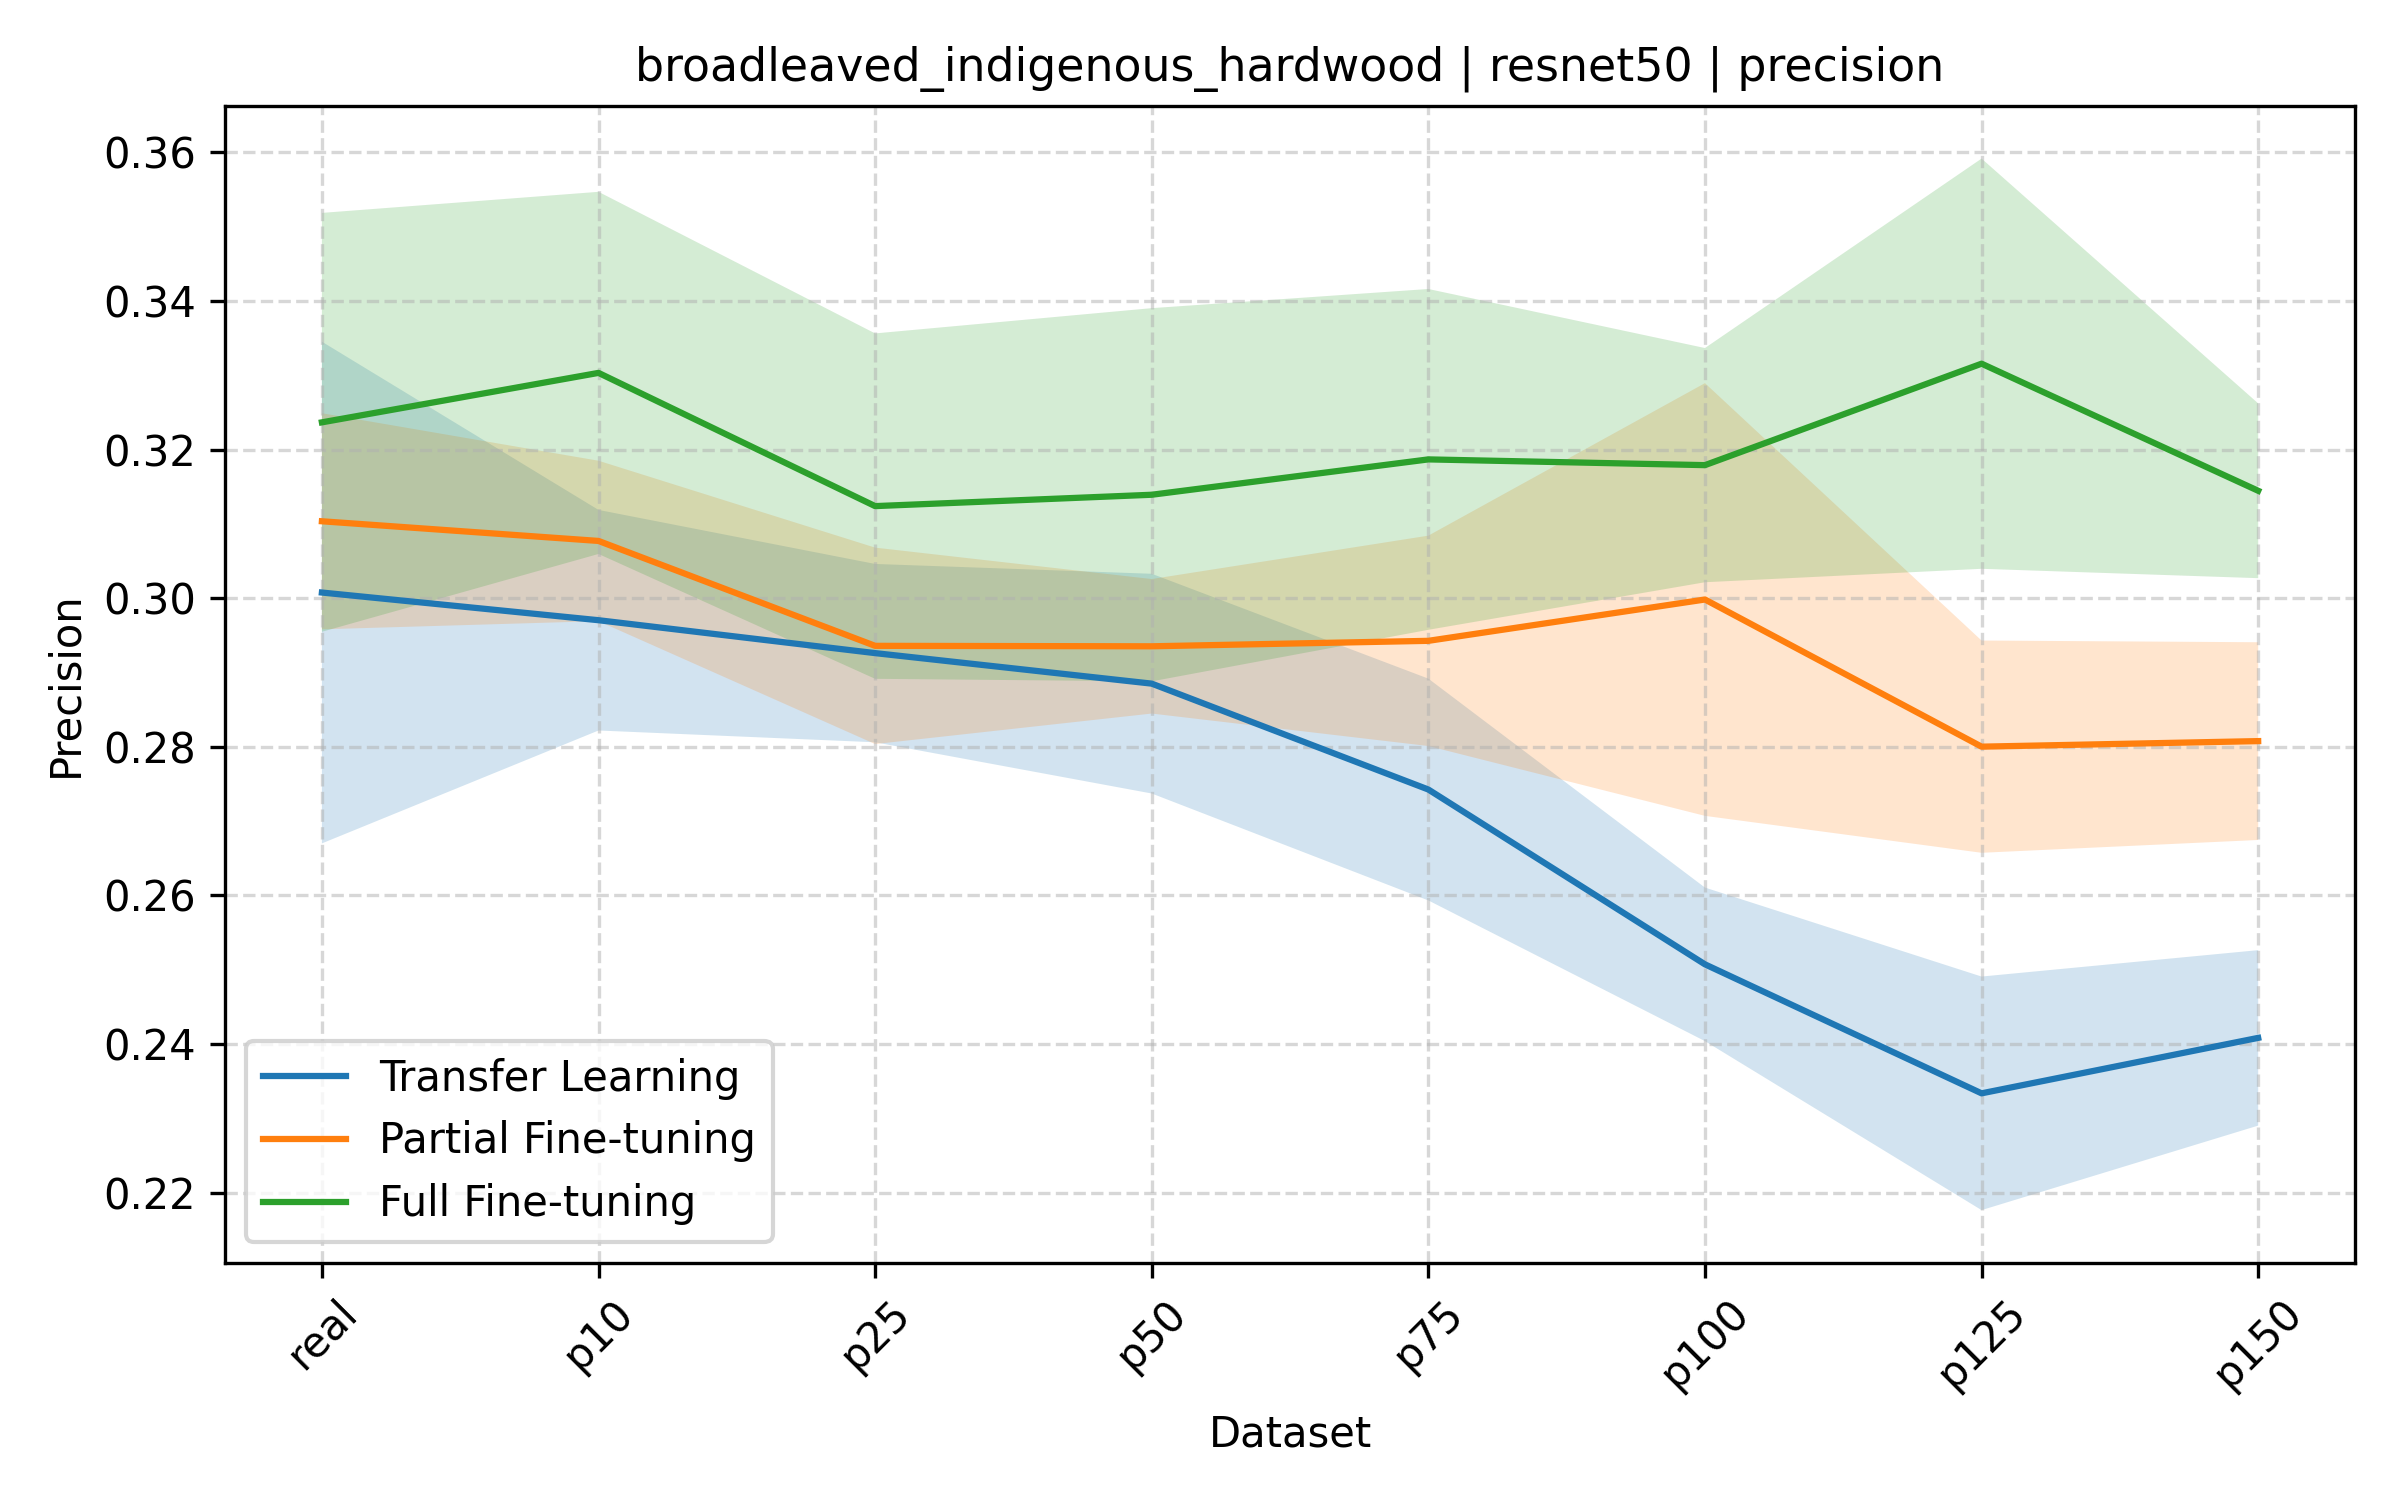 broadleaved_indigenous_hardwood | resnet50 | precision
0.36
0.34
0.32
0.30
0.28
0.26
0.24
0.22
Precision
Transfer Learning
Partial Fine-tuning
Full Fine-tuning
real
p10
p25
p50
p75
p100
p125
p150
Dataset